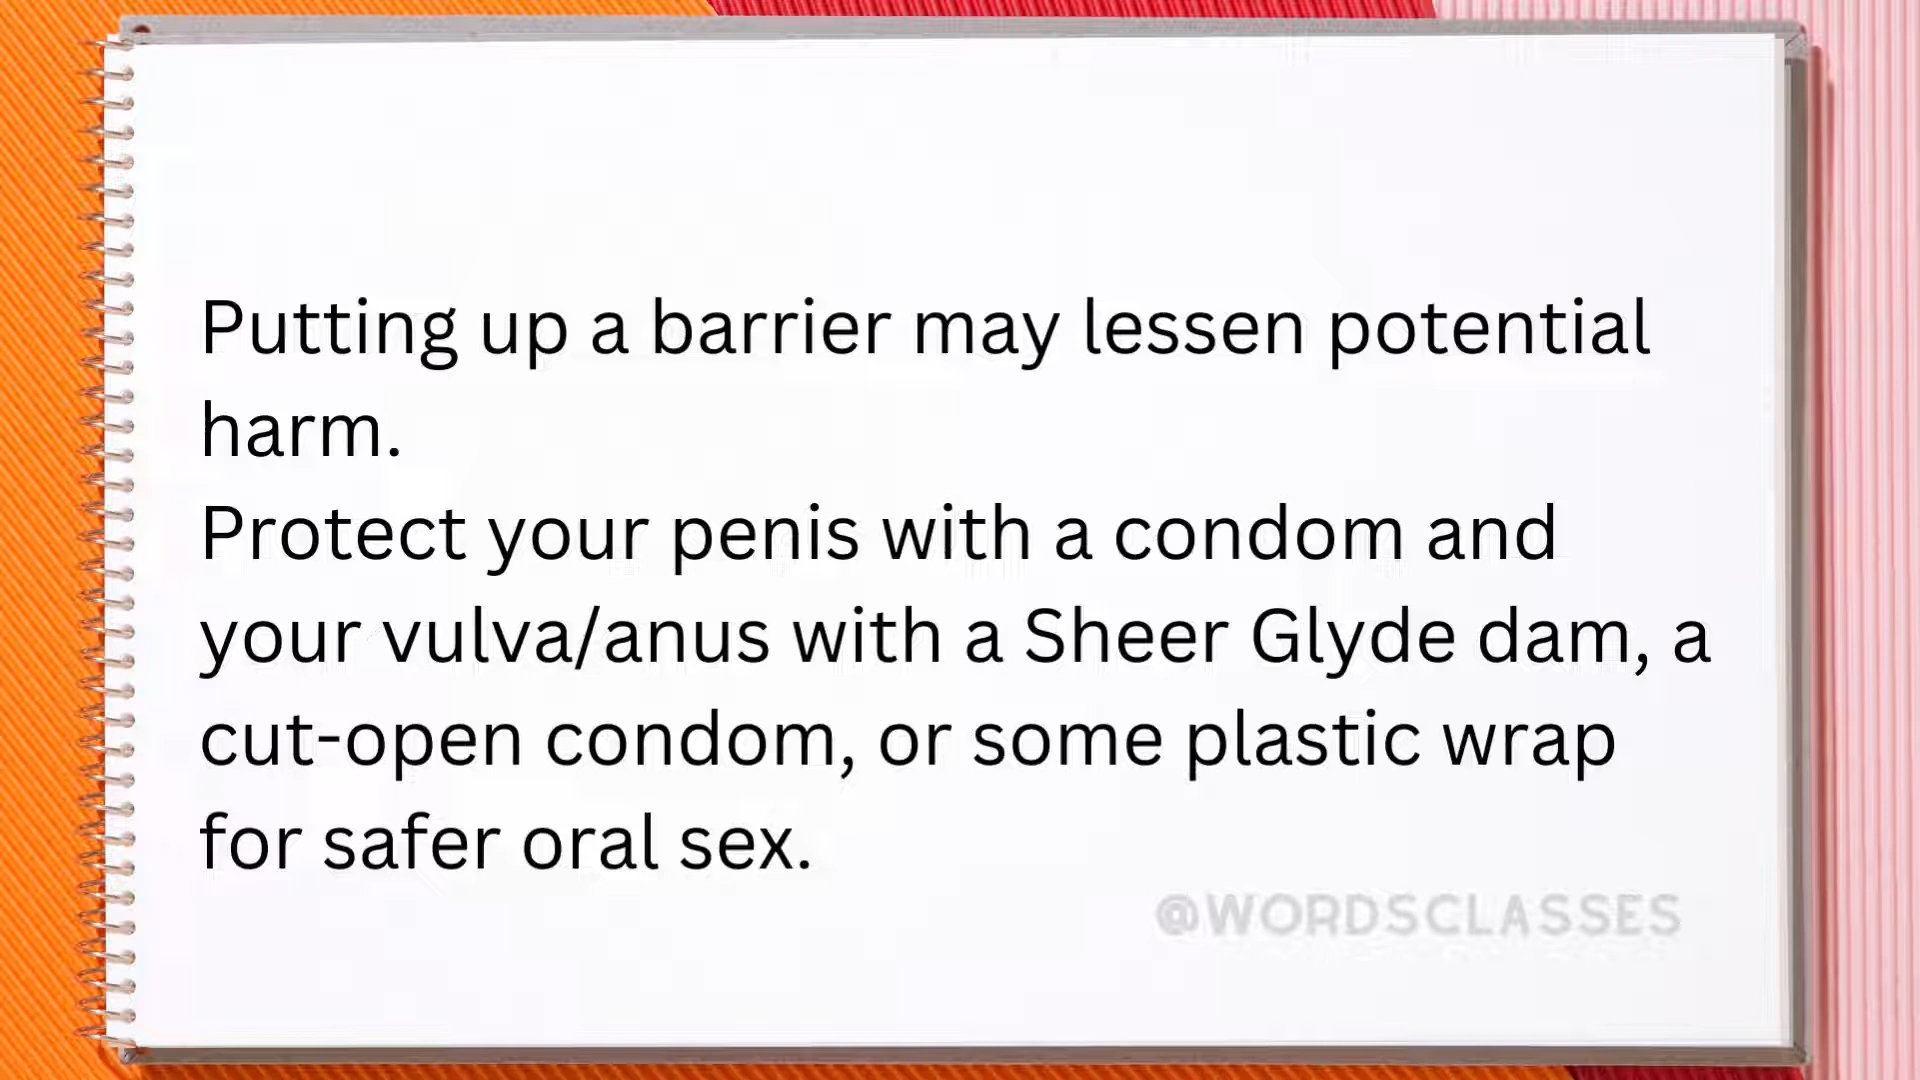 Putting up a barrier may lessen potential
harm.
Protect your penis with a condom and
your vulva/anus with a Sheer Glyde dam, a
cut-open condom, or some plastic wrap
for safer oral sex.
@WORDSCLASSES